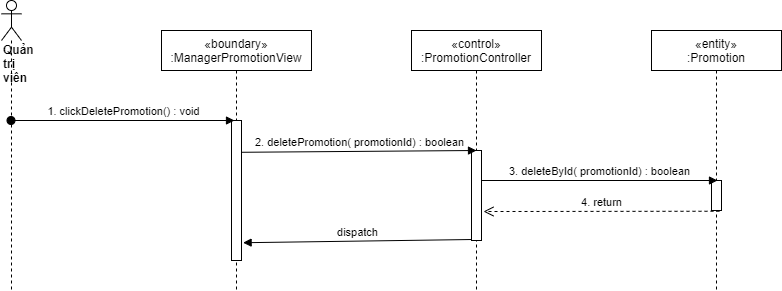 Quản
trị
viên
«boundary»
:ManagerPromotionView
«control»
:PromotionController
«entity»
:Promotion
1. clickDeletePromotion() : void
2. deletePromotion( promotionId) : boolean
3. deleteById( promotionId) : boolean
4. return
dispatch